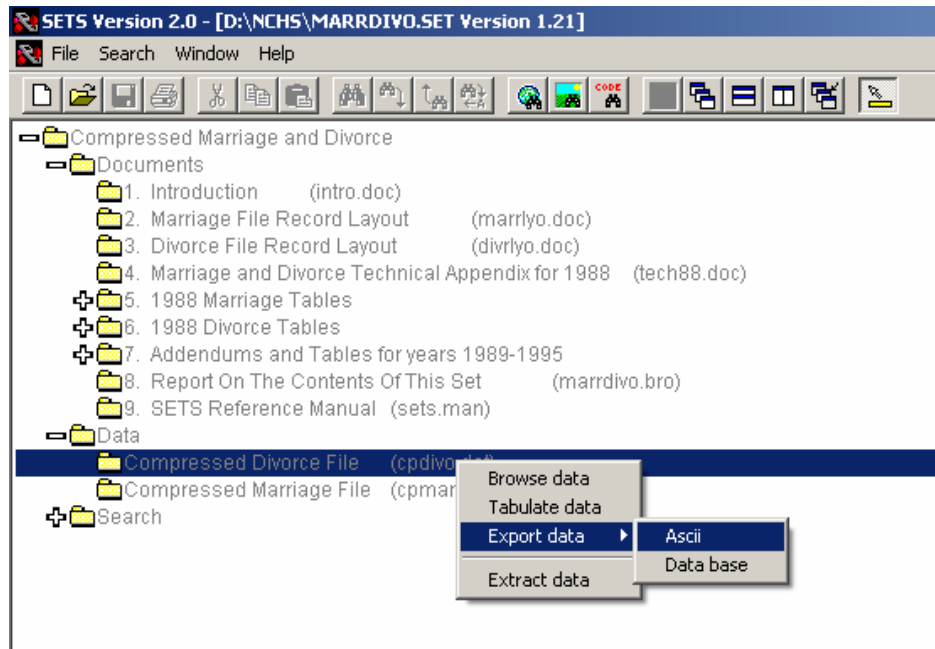 SETS Version 2.0 - [D:\NCHS\MARRDIVO.SET Version 1.21]
File Search Window Help
CODE
Compressed Marriage and Divorce
Documents
1. Introduction (intro.doc)
2. Marriage File Record Layout (marrlyo.doc)
3. Divorce File Record Layout (divrlyo.doc)
4. Marriage and Divorce Technical Appendix for 1988 (tech88.doc)
5. 1988 Marriage Tables
6. 1988 Divorce Tables
7. Addendums and Tables for years 1989-1995
8. Report On The Contents Of This Set (marrdivo.bro)
9. SETS Reference Manual (sets.man)
Data
Compressed Divorce File (cpdivo.dat)
Compressed Marriage File (cpmar
Search
Browse data
Tabulate data
Export data
Extract data
Ascii
Data base